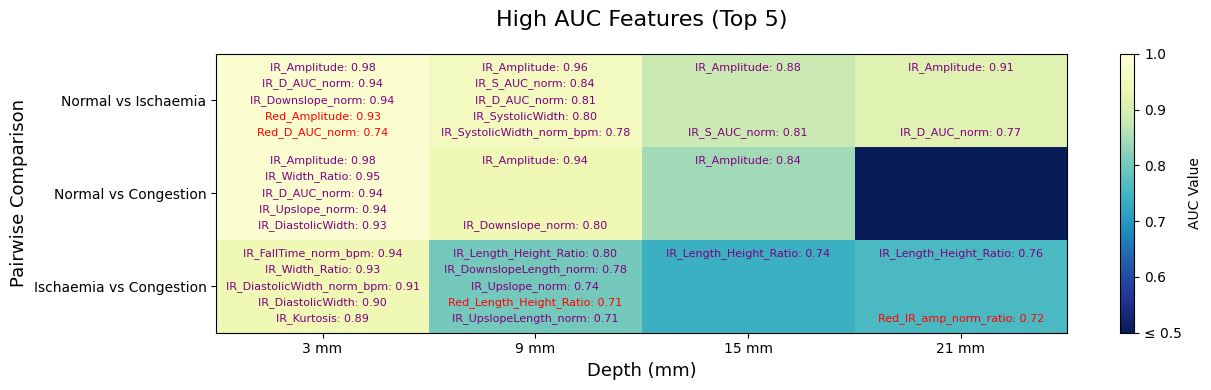 High AUC Features (Top 5)
Pairwise Comparison
Normal vs Ischaemia
IR_Amplitude: 0.98
IR_D_AUC_norm: 0.94
IR_Downslope_norm: 0.94
Red_Amplitude: 0.93
Red_D_AUC_norm: 0.74
IR_Amplitude: 0.96
IR_S_AUC_norm: 0.84
IR_D_AUC_norm: 0.81
IR_SystolicWidth: 0.80
IR_SystolicWidth_norm_bpm: 0.78
IR_Amplitude: 0.88
IR_S_AUC_norm: 0.81
IR_Amplitude: 0.91
IR_D_AUC_norm: 0.77
Normal vs Congestion
IR_Amplitude: 0.98
IR_Width_Ratio: 0.95
IR_D_AUC_norm: 0.94
IR_Upslope_norm: 0.94
IR_DiastolicWidth: 0.93
IR_Amplitude: 0.94
IR_Downslope_norm: 0.80
IR_Amplitude: 0.84
Ischaemia vs Congestion
IR_FallTime_norm_bpm: 0.94
IR_Width_Ratio: 0.93
IR_DiastolicWidth_norm_bpm: 0.91
IR_DiastolicWidth: 0.90
IR_Kurtosis: 0.89
IR_Length_Height_Ratio: 0.80
IR_DownslopeLength_norm: 0.78
IR_Upslope_norm: 0.74
Red_Length_Height_Ratio: 0.71
IR_UpslopeLength_norm: 0.71
IR_Length_Height_Ratio: 0.74
IR_Length_Height_Ratio: 0.76
Red_IR_amp_norm_ratio: 0.72
3 mm
9 mm
15 mm
21 mm
Depth (mm)
1.0
0.9
0.8
0.7
0.6
≤ 0.5
AUC Value